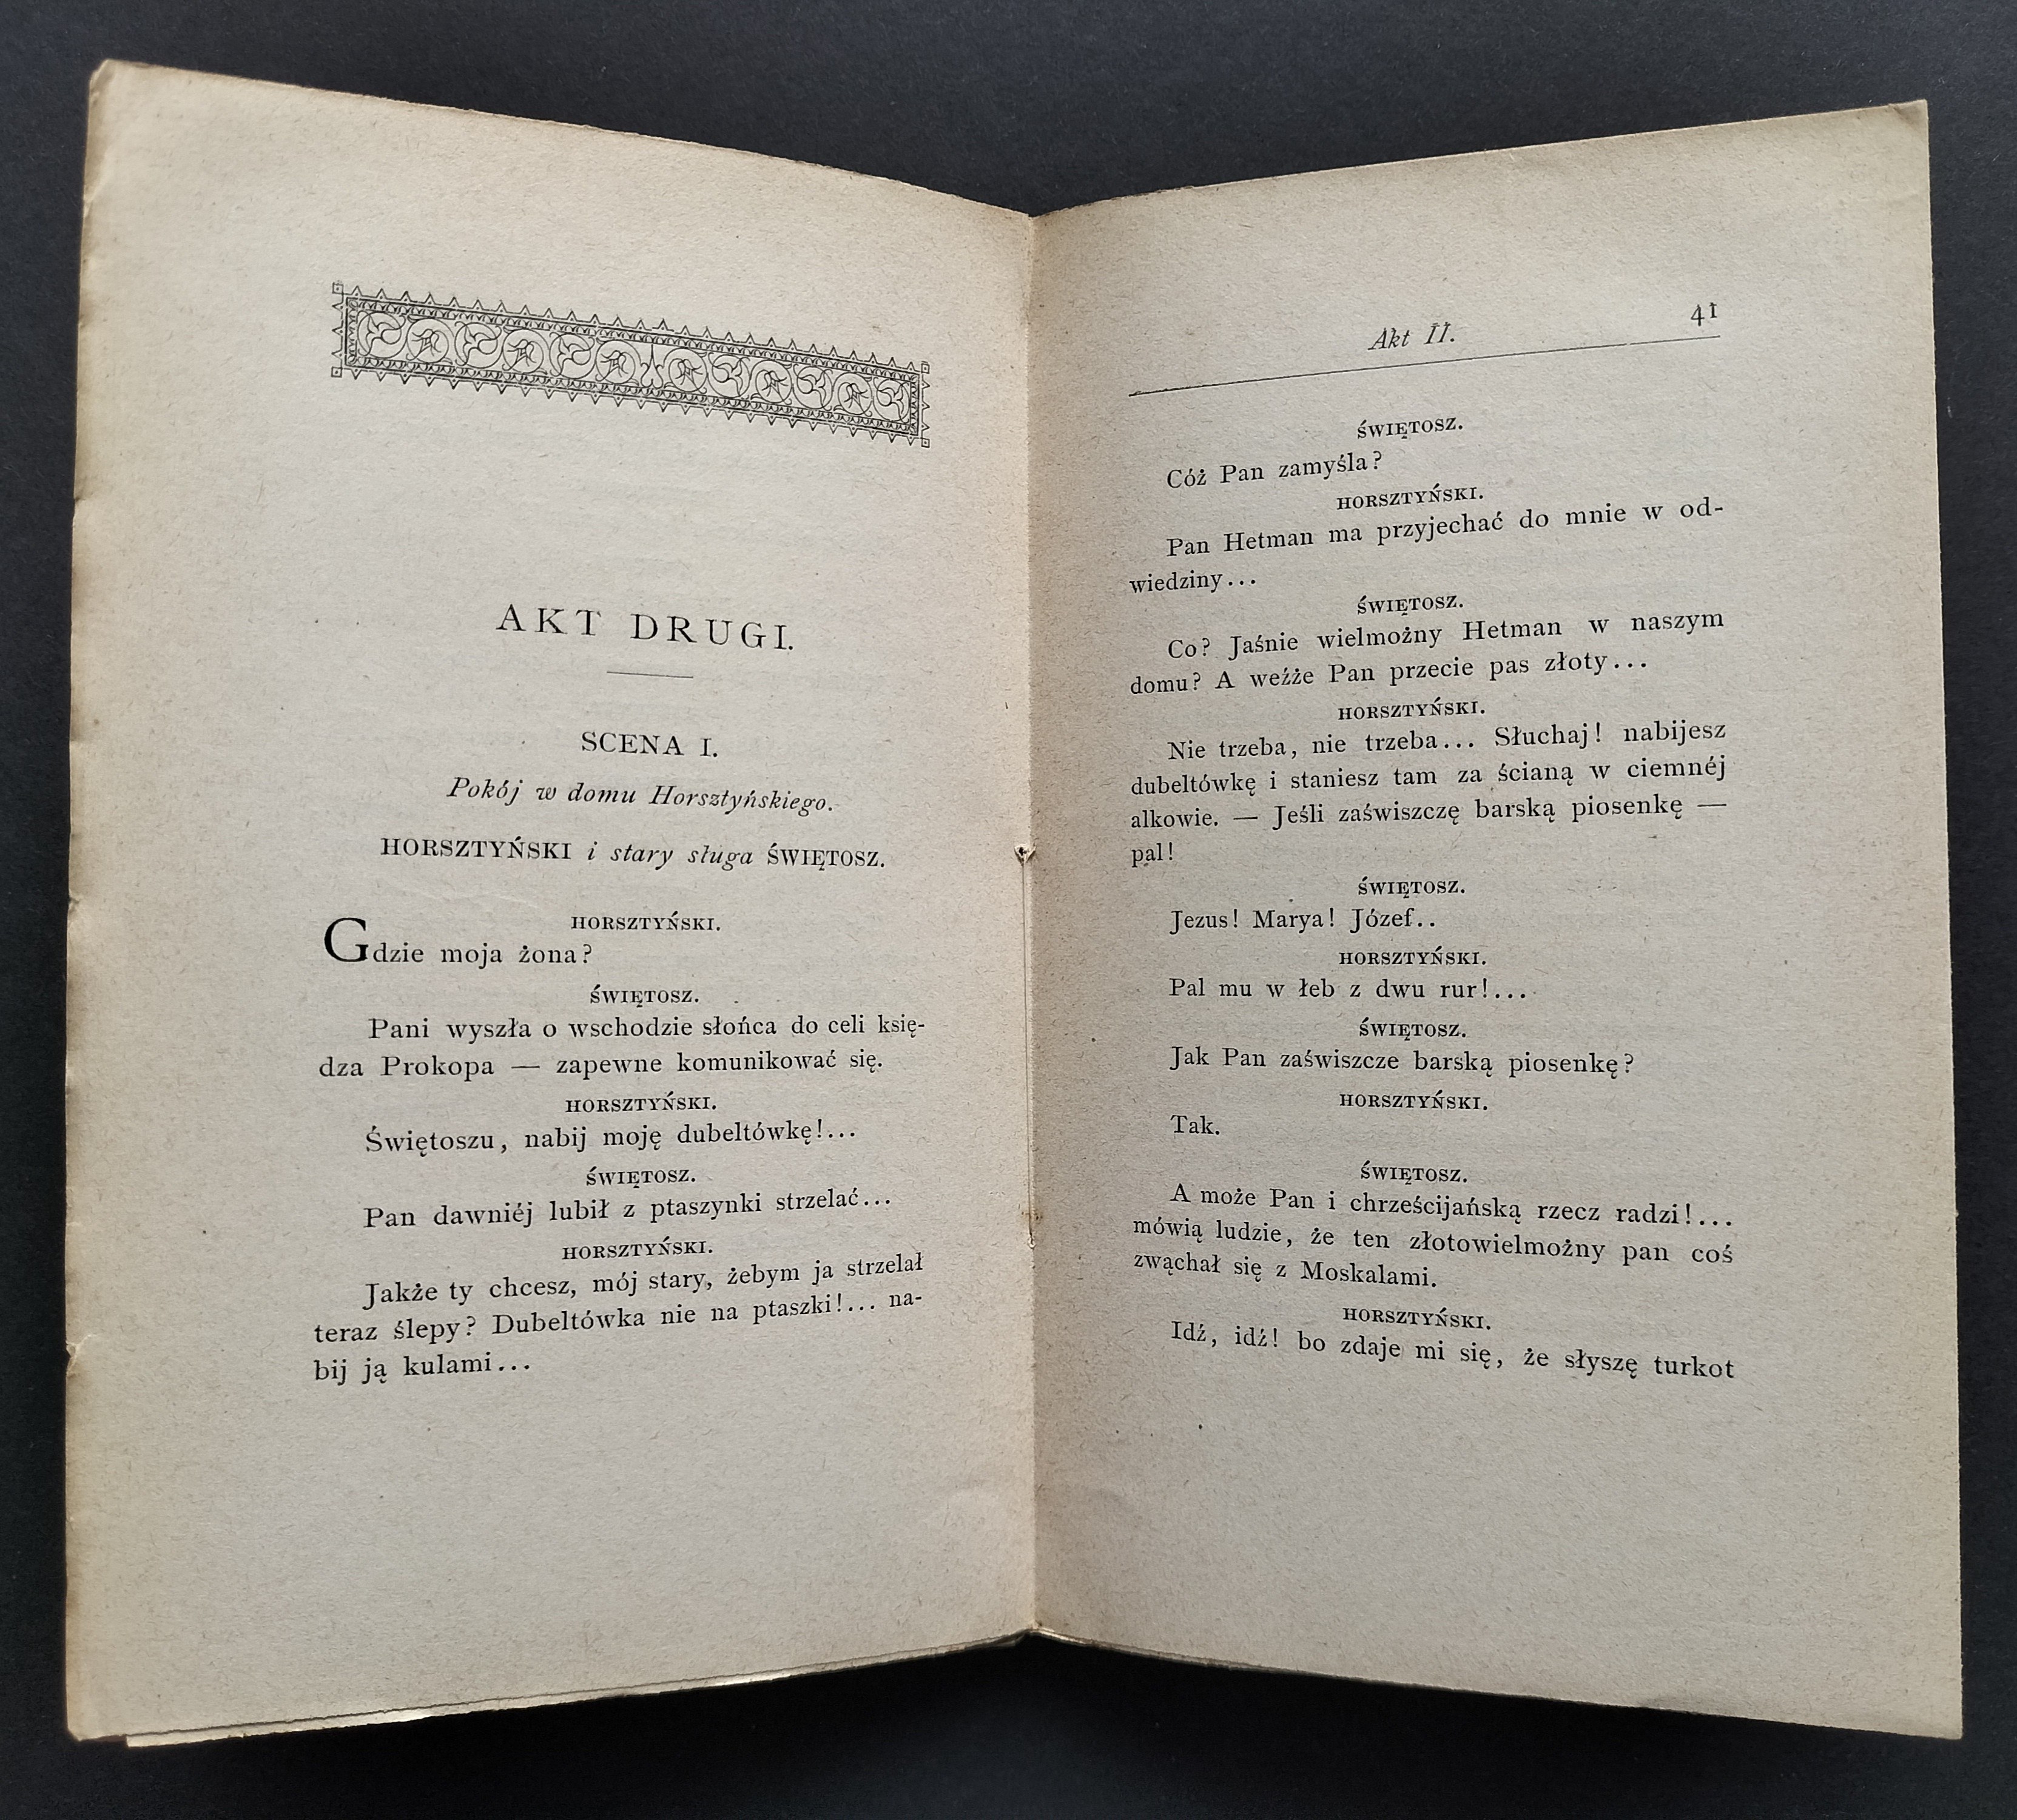 AKT DRUGI.
SCENA I.
Pokój w domu Horsztyńskiego.
HORSZTYŃSKI i stary sługa ŚWIĘTOSZ.
HORSZTYŃSKI.
Gdzie moja żona?
ŚWIĘTOSZ.
Pani wyszła o wschodzie słońca do celi księ-
dza Prokopa — zapewne komunikować się.
HORSZTYŃSKI.
Świętoszu, nabij moję dubeltówkę!...
ŚWIĘTOSZ.
Pan dawniéj lubił z ptaszynki strzelać...
HORSZTYŃSKI.
Jakże ty chcesz, mój stary, żebym ja strzelał
teraz ślepy? Dubeltówka nie na ptaszki!... na-
bij ją kulami...
Akt II. 41
ŚWIĘTOSZ.
Cóż Pan zamyśla?
HORSZTYŃSKI.
Pan Hetman ma przyjechać do mnie w od-
wiedziny...
ŚWIĘTOSZ.
Co? Jaśnie wielmożny Hetman w naszym
domu? A weźże Pan przecie pas złoty...
HORSZTYŃSKI.
Nie trzeba, nie trzeba... Słuchaj! nabijesz
dubeltówkę i staniesz tam za ścianą w ciemnéj
alkowie. — Jeśli zaświszczę barską piosenkę —
pal!
ŚWIĘTOSZ.
Jezus! Marya! Józef..
HORSZTYŃSKI.
Pal mu w łeb z dwu rur!...
ŚWIĘTOSZ.
Jak Pan zaświszcze barską piosenkę?
HORSZTYŃSKI.
Tak.
ŚWIĘTOSZ.
A może Pan i chrześcijańską rzecz radzi!...
mówią ludzie, że ten złotowielmożny pan coś
zwąchał się z Moskalami.
HORSZTYŃSKI.
Idź, idź! bo zdaje mi się, że słyszę turkot